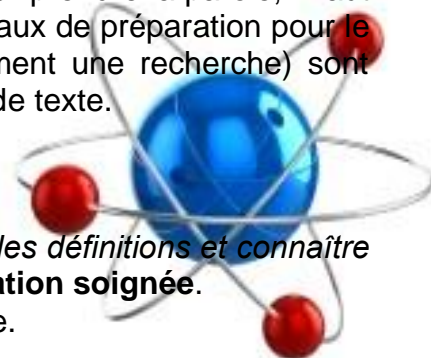 aux de préparation pour le
ment une recherche) sont
de texte.
les définitions et connaître
ation soignée.
e.